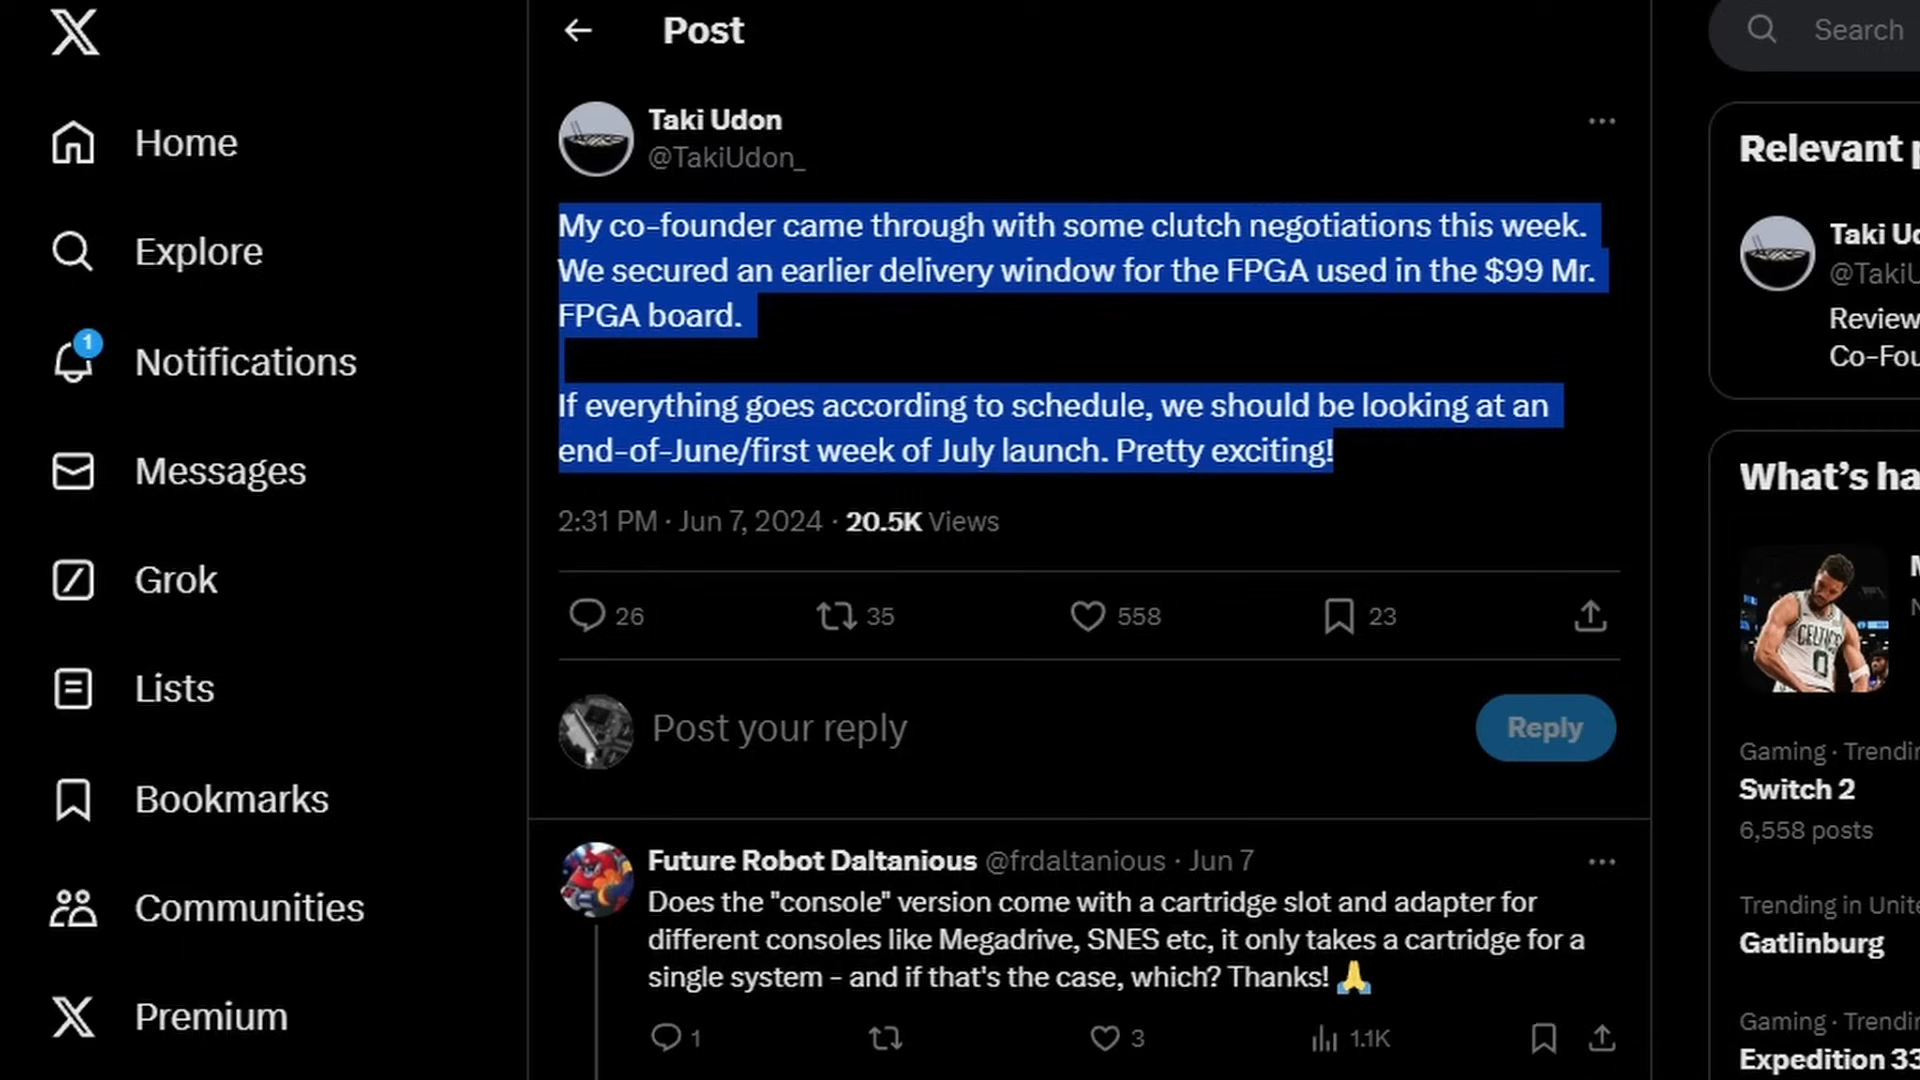 Home
Explore
1
Notifications
Messages
Grok
Lists
Bookmarks
Communities
Premium
Post
Taki Udon
@TakiUdon_
My co-founder came through with some clutch negotiations this week.
We secured an earlier delivery window for the FPGA used in the $99 Mr.
FPGA board.
If everything goes according to schedule, we should be looking at an
end-of-June/first week of July launch. Pretty exciting!
2:31 PM · Jun 7, 2024 · 20.5K Views
26 35 558 23
Post your reply
Reply
Future Robot Daltanious @frdaltanious · Jun 7
Does the "console" version come with a cartridge slot and adapter for
different consoles like Megadrive, SNES etc, it only takes a cartridge for a
single system - and if that's the case, which? Thanks! 🙏
1 3 1.1K
Search
Relevant p
Taki Ud
@TakiU
Review
Co-Fou
What's ha
CELTICS
0
Gaming · Trendin
Switch 2
6,558 posts
Trending in Unite
Gatlinburg
Gaming · Trendin
Expedition 33